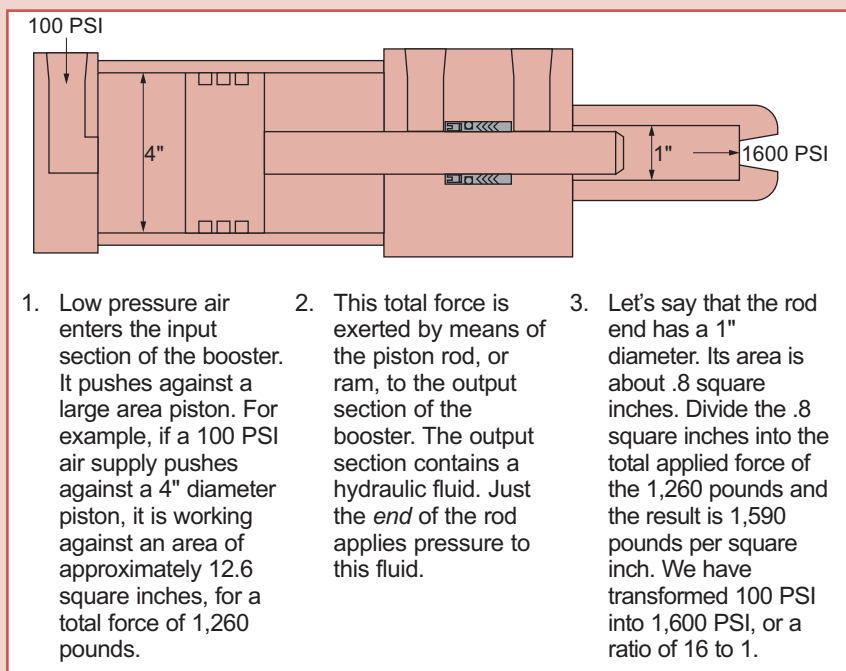 100 PSI
4"
1"
1600 PSI
1. Low pressure air
enters the input
section of the booster.
It pushes against a
large area piston. For
example, if a 100 PSI
air supply pushes
against a 4" diameter
piston, it is working
against an area of
approximately 12.6
square inches, for a
total force of 1,260
pounds.
2. This total force is
exerted by means of
the piston rod, or
ram, to the output
section of the
booster. The output
section contains a
hydraulic fluid. Just
the end of the rod
applies pressure to
this fluid.
3. Let's say that the rod
end has a 1"
diameter. Its area is
about .8 square
inches. Divide the .8
square inches into the
total applied force of
the 1,260 pounds and
the result is 1,590
pounds per square
inch. We have
transformed 100 PSI
into 1,600 PSI, or a
ratio of 16 to 1.